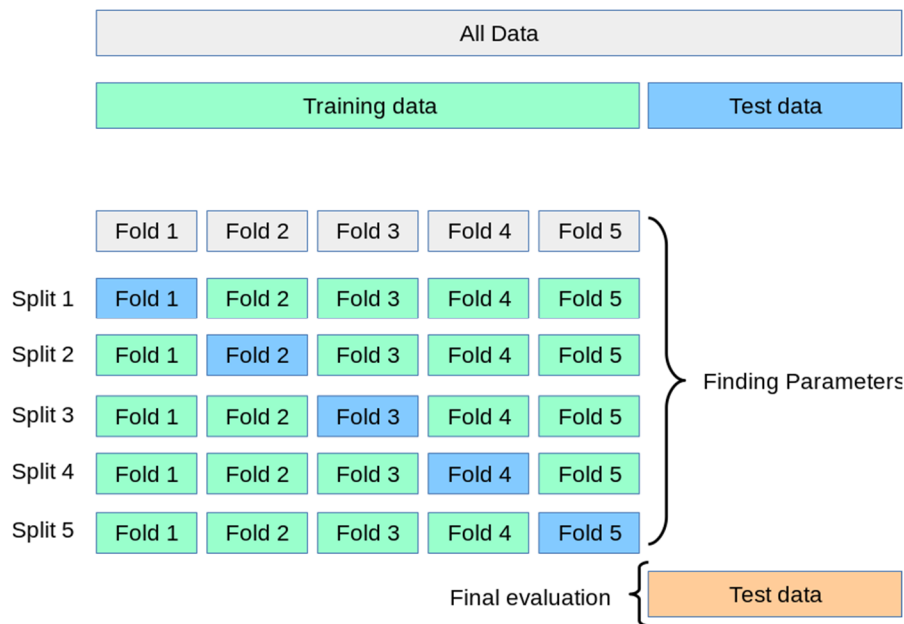 All Data
Training data Test data
Fold 1 Fold 2 Fold 3 Fold 4 Fold 5
Split 1 Fold 1 Fold 2 Fold 3 Fold 4 Fold 5
Split 2 Fold 1 Fold 2 Fold 3 Fold 4 Fold 5
Finding Parameters
Split 3 Fold 1 Fold 2 Fold 3 Fold 4 Fold 5
Split 4 Fold 1 Fold 2 Fold 3 Fold 4 Fold 5
Split 5 Fold 1 Fold 2 Fold 3 Fold 4 Fold 5
Final evaluation Test data